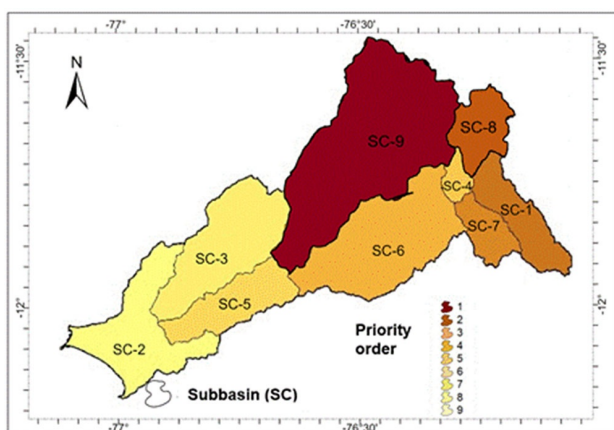 -77° -76°30'
-11°30' -11°30'
N
SC-9
SC-8
SC-4
SC-1
SC-7
SC-6
SC-3
SC-5
SC-2
-12° -12°
Priority
order
1
2
3
4
5
6
7
8
9
Subbasin (SC)
-77° -76°30'